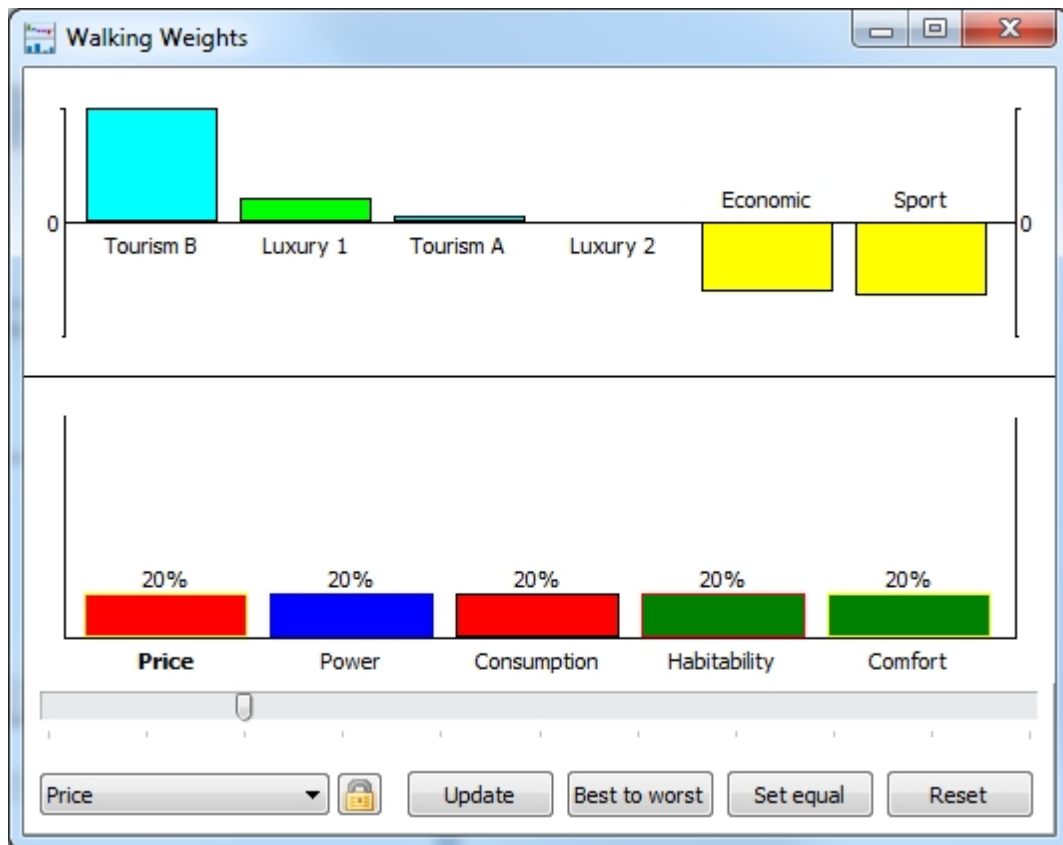 Walking Weights
Economic Sport
0 0
Tourism B Luxury 1 Tourism A Luxury 2
20% 20% 20% 20% 20%
Price Power Consumption Habitability Comfort
Price Update Best to worst Set equal Reset